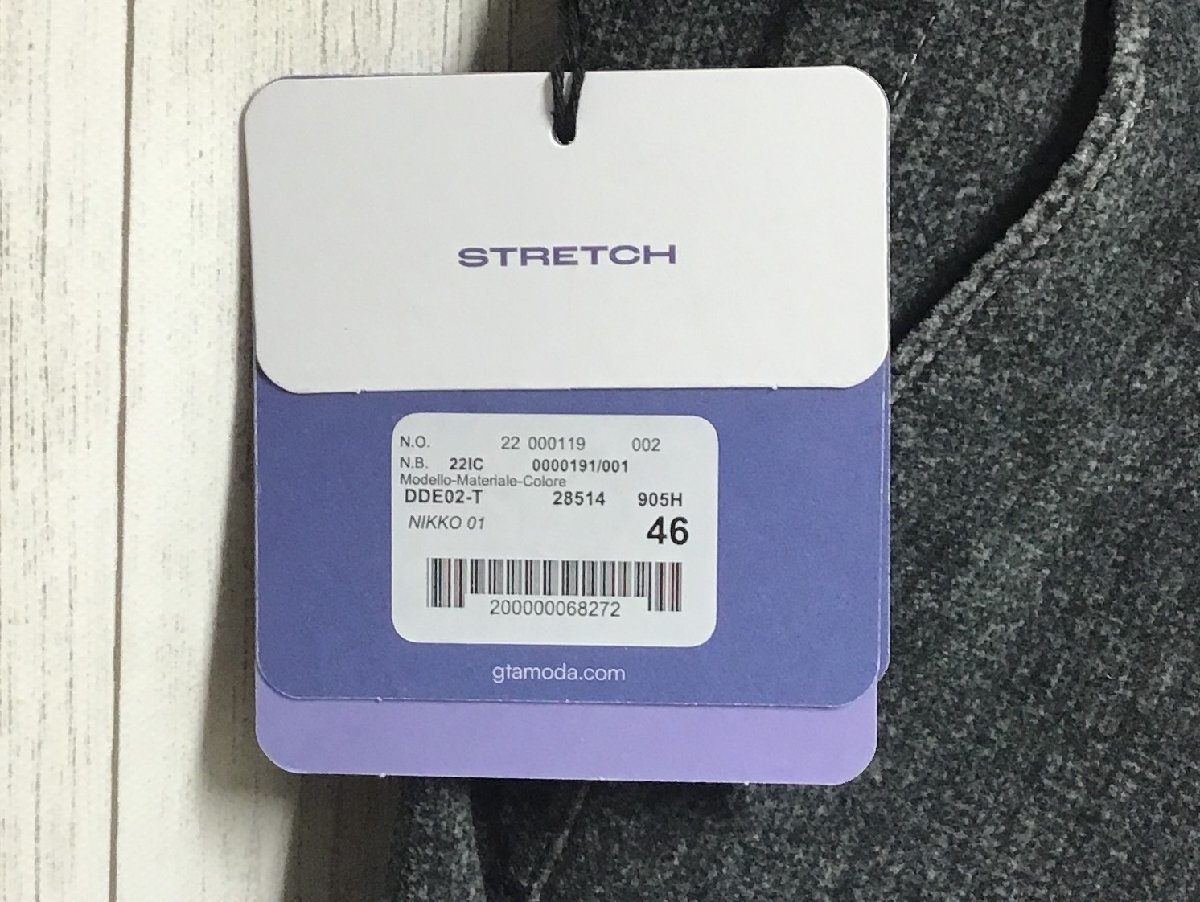 STRETCH
N.O. 22 000119 002
N.B. 22IC 0000191/001
Modello-Materiale-Colore
DDE02-T 28514 905H
NIKKO 01 46
200000068272
gtamoda.com